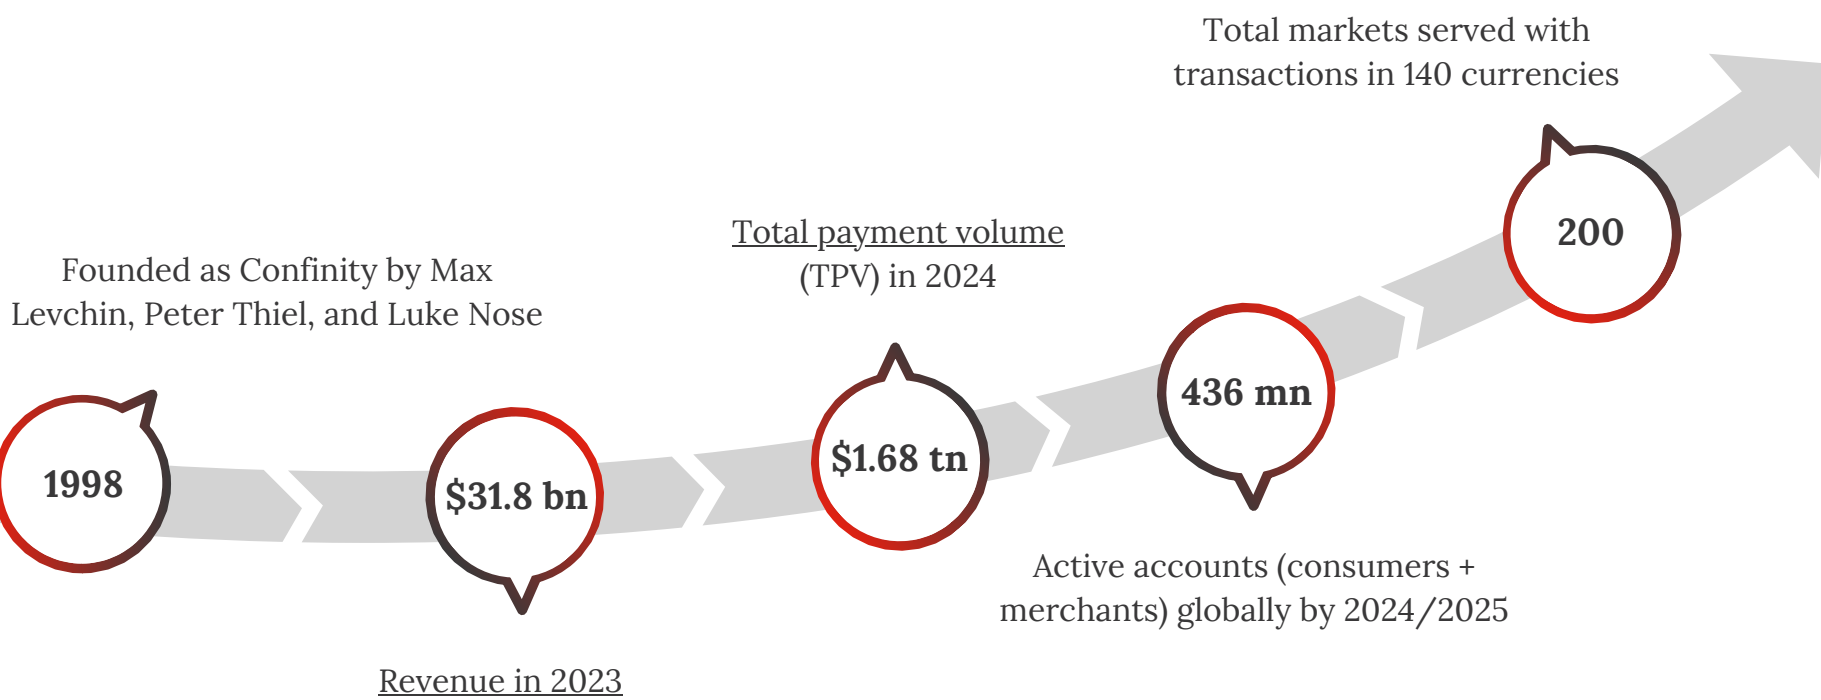 Total markets served with
transactions in 140 currencies
200
Total payment volume
(TPV) in 2024
Founded as Confinity by Max
Levchin, Peter Thiel, and Luke Nose
436 mn
$1.68 tn
1998
$31.8 bn
Active accounts (consumers +
merchants) globally by 2024/2025
Revenue in 2023